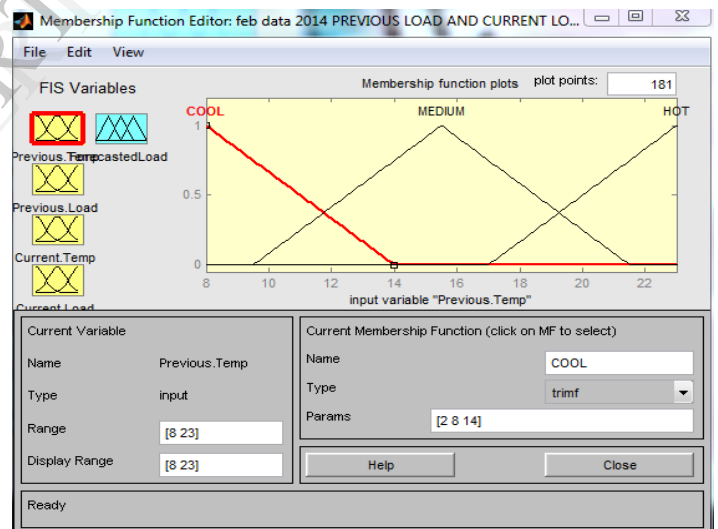 Membership Function Editor: feb data 2014 PREVIOUS LOAD AND CURRENT LO...
File Edit View
FIS Variables
Membership function plots plot points: 181
COOL MEDIUM HOT
1
0.5
0
8 10 12 14 16 18 20 22
input variable "Previous.Temp"
Previous.Temp
ForecastedLoad
Previous.Load
Current.Temp
Current.Load
Current Variable
Name Previous.Temp
Type input
Range [8 23]
Display Range [8 23]
Current Membership Function (click on MF to select)
Name COOL
Type trimf
Params [2 8 14]
Help Close
Ready